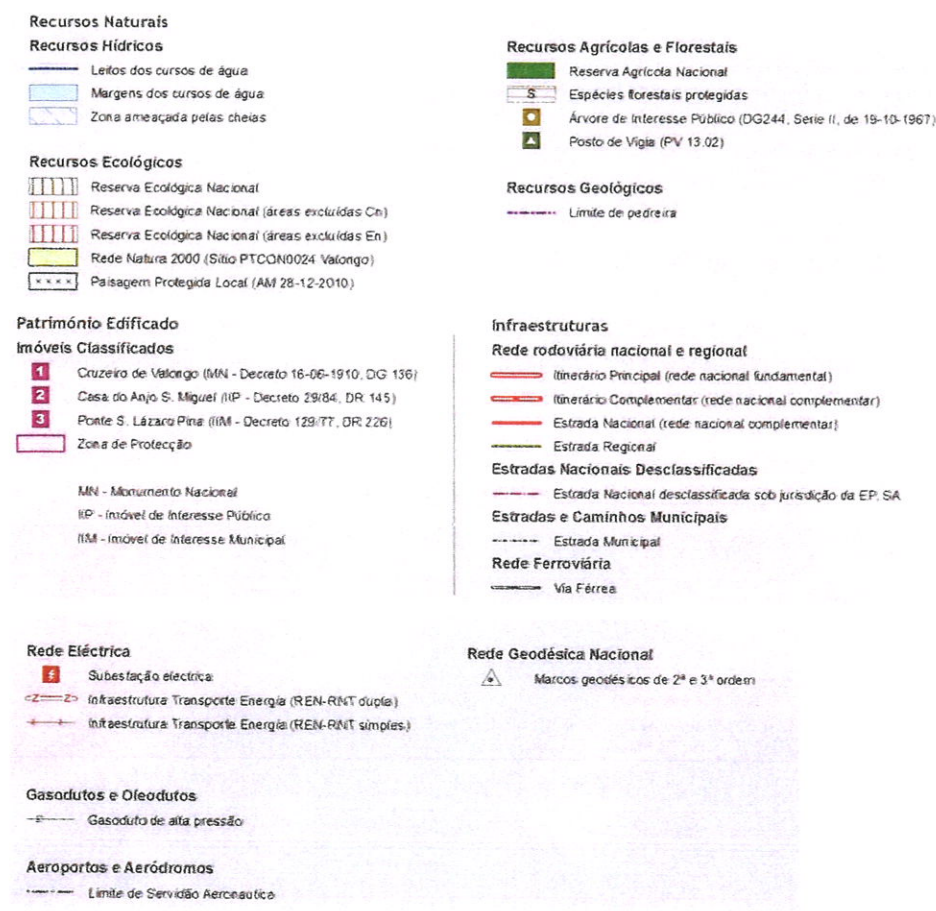 Recursos Naturais
Recursos Hídricos
Leitos dos cursos de água
Margens dos cursos de água
Zona ameaçada pelas cheias
Recursos Ecológicos
Reserva Ecológica Nacional
Reserva Ecológica Nacional (áreas excluídas Cn)
Reserva Ecológica Nacional (áreas excluídas En)
Rede Natura 2000 (Sítio PTCON0024 Valongo)
Paisagem Protegida Local (AM 28-12-2010)
Recursos Agrícolas e Florestais
Reserva Agrícola Nacional
S Espécies florestais protegidas
Árvore de Interesse Público (DG244, Serie II, de 19-10-1967)
Posto de Vigia (PV 13.02)
Recursos Geológicos
Limite de pedreira
Património Edificado
Imóveis Classificados
1 Cruzeiro de Valongo (MN - Decreto 16-06-1910, DG 136)
2 Casa do Anjo S. Miguel (IIP - Decreto 29/84, DR 145)
3 Ponte S. Lázaro Pina (IIM - Decreto 129/77, DR 226)
Zona de Protecção
MN - Monumento Nacional
IIP - Imóvel de Interesse Público
IIM - Imóvel de Interesse Municipal
Infraestruturas
Rede rodoviária nacional e regional
Itinerário Principal (rede nacional fundamental)
Itinerário Complementar (rede nacional complementar)
Estrada Nacional (rede nacional complementar)
Estrada Regional
Estradas Nacionais Desclassificadas
Estrada Nacional desclassificada sob jurisdição da EP, SA
Estradas e Caminhos Municipais
Estrada Municipal
Rede Ferroviária
Via Férrea
Rede Eléctrica
Subestação electrica
Z Z Infraestrutura Transporte Energia (REN-RNT dupla)
Infraestrutura Transporte Energia (REN-RNT simples)
Gasodutos e Oleodutos
Gasoduto de alta pressão
Aeroportos e Aeródromos
Limite de Servidão Aeronautica
Rede Geodésica Nacional
Marcos geodésicos de 2ª e 3ª ordem